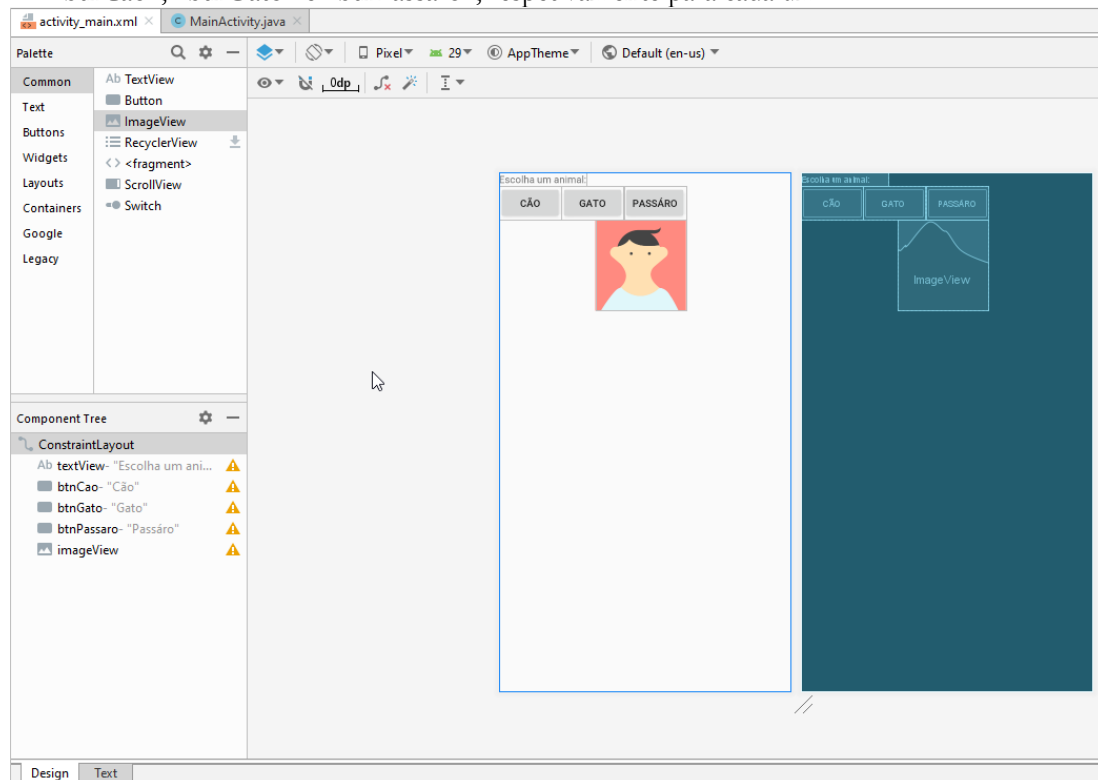 activity_main.xml
MainActivity.java
Palette
Pixel
29
AppTheme
Default (en-us)
Common
Text
Buttons
Widgets
Layouts
Containers
Google
Legacy
Ab TextView
Button
ImageView
RecyclerView
<fragment>
ScrollView
Switch
0dp
Escolha um animal:
CÃO
GATO
PASSÁRO
Escolha um animal:
CÃO
GATO
PASSÁRO
ImageView
Component Tree
ConstraintLayout
Ab textView- "Escolha um ani...
btnCao- "Cão"
btnGato- "Gato"
btnPassaro- "Passáro"
imageView
Design
Text